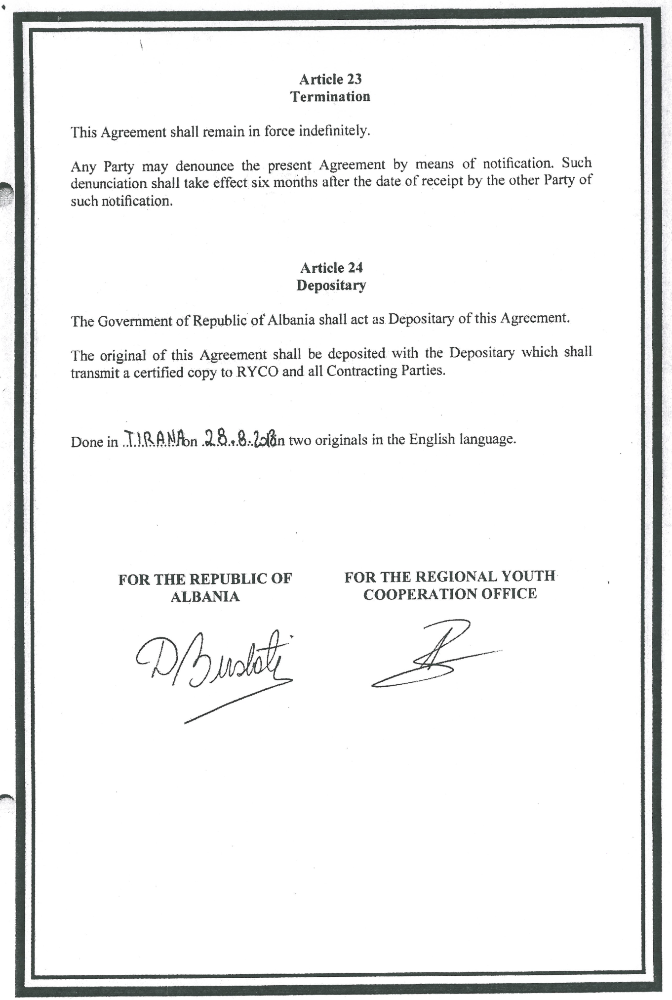 Article 23
Termination
This Agreement shall remain in force indefinitely.
Any Party may denounce the present Agreement by means of notification. Such
denunciation shall take effect six months after the date of receipt by the other Party of
such notification.
Article 24
Depositary
The Government of Republic of Albania shall act as Depositary of this Agreement.
The original of this Agreement shall be deposited with the Depositary which shall
transmit a certified copy to RYCO and all Contracting Parties.
Done in TIRANA on 28.8.2018 in two originals in the English language.
FOR THE REPUBLIC OF
ALBANIA
FOR THE REGIONAL YOUTH
COOPERATION OFFICE